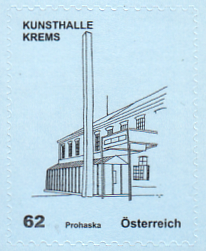 KUNSTHALLE
KREMS
62 Prohaska Österreich